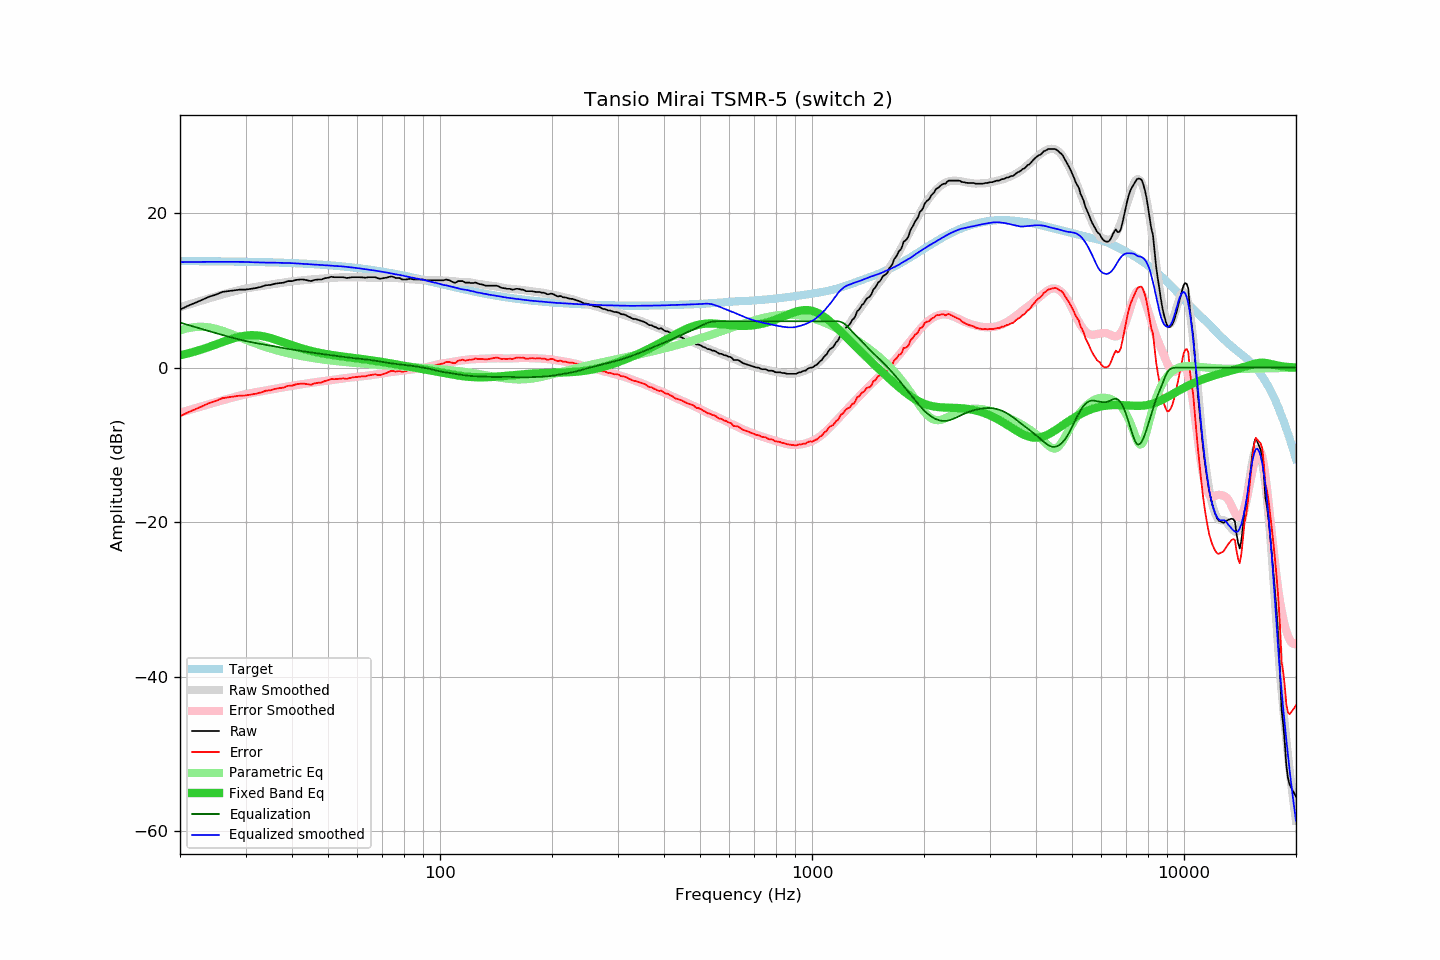 Tansio Mirai TSMR-5 (switch 2)
20
0
−20
−40
−60
Amplitude (dBr)
Target
Raw Smoothed
Error Smoothed
Raw
Error
Parametric Eq
Fixed Band Eq
Equalization
Equalized smoothed
100
1000
10000
Frequency (Hz)